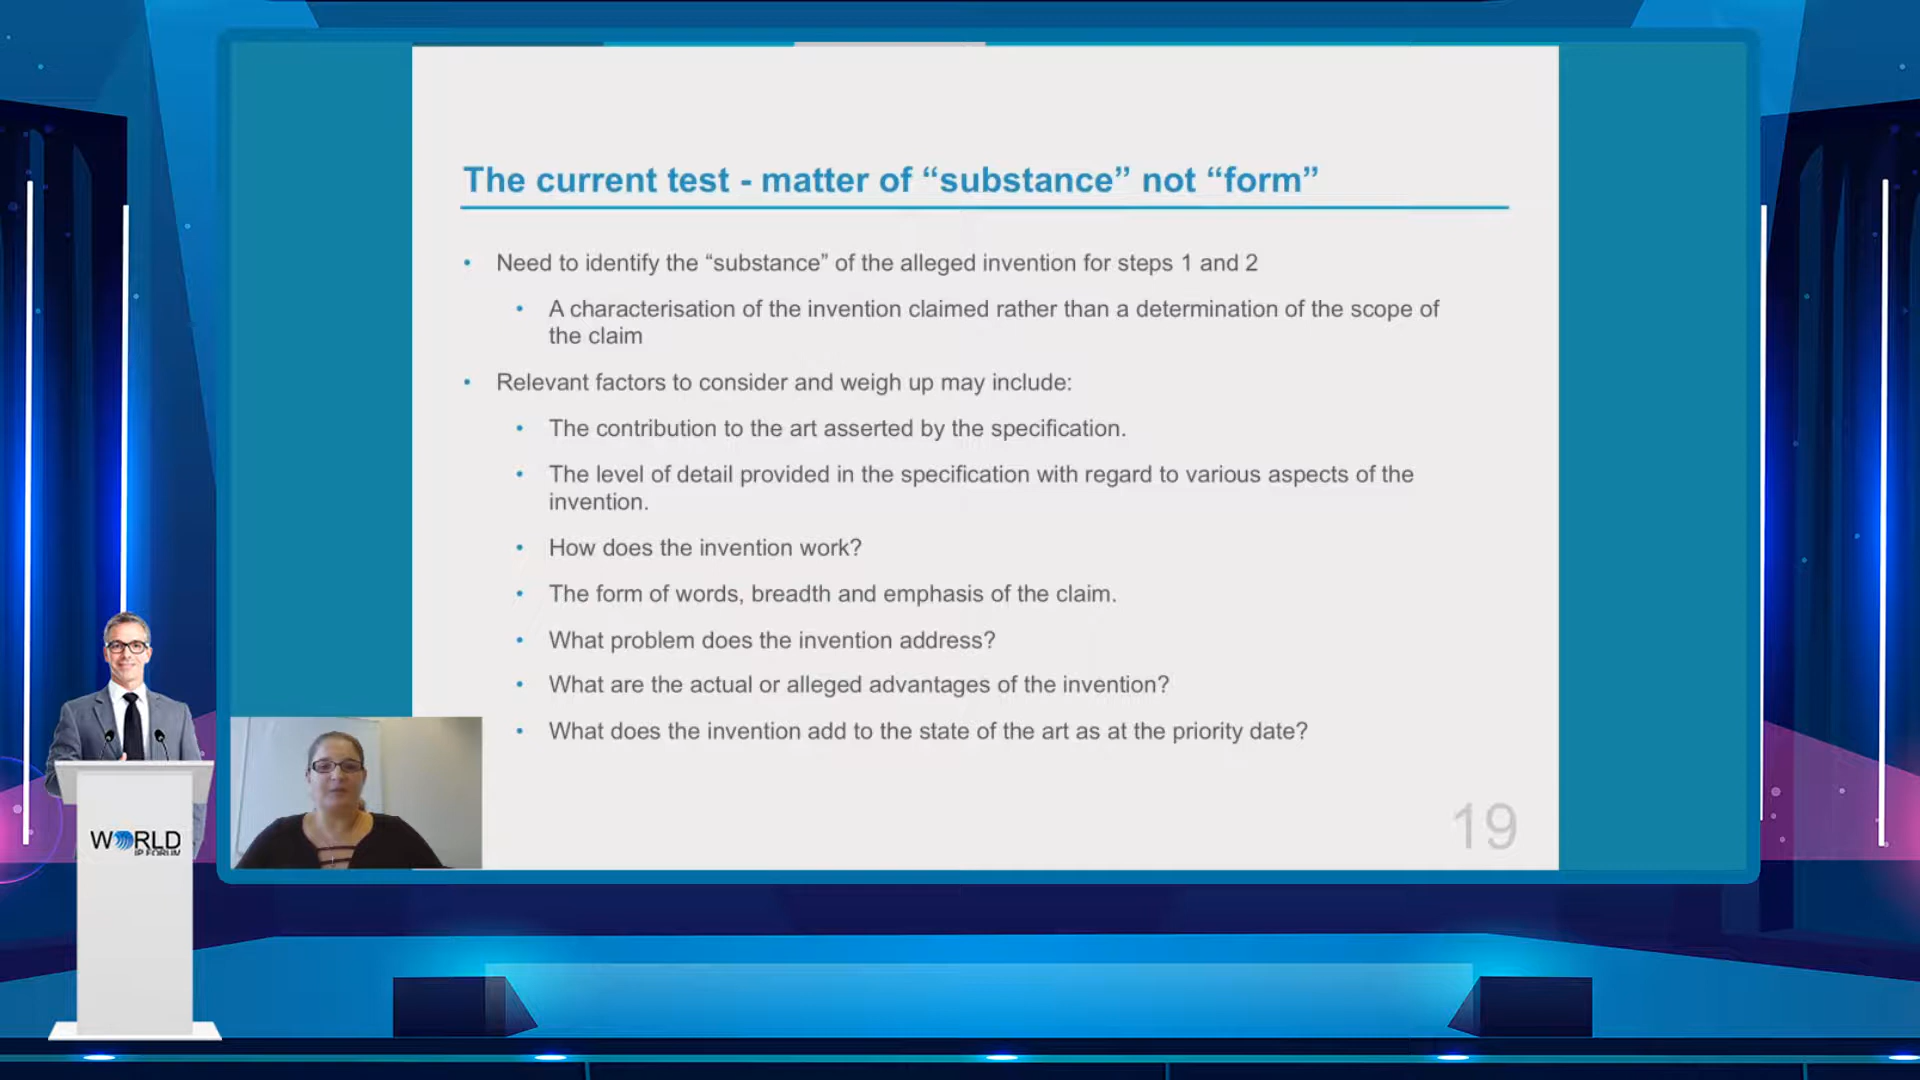 The current test - matter of “substance” not “form”
• Need to identify the “substance” of the alleged invention for steps 1 and 2
• A characterisation of the invention claimed rather than a determination of the scope of
the claim
• Relevant factors to consider and weigh up may include:
• The contribution to the art asserted by the specification.
• The level of detail provided in the specification with regard to various aspects of the
invention.
• How does the invention work?
• The form of words, breadth and emphasis of the claim.
• What problem does the invention address?
• What are the actual or alleged advantages of the invention?
• What does the invention add to the state of the art as at the priority date?
19
WORLD
IP FORUM